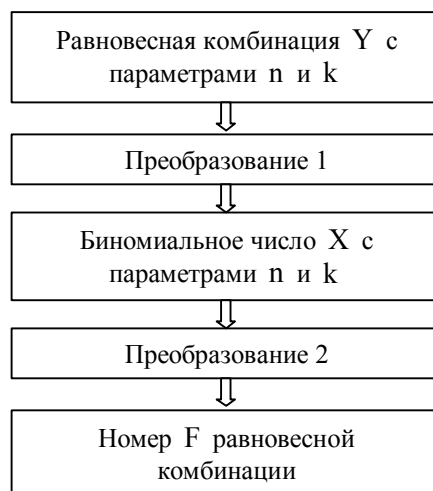 Равновесная комбинация Y с
параметрами n и k
Преобразование 1
Биномиальное число X с
параметрами n и k
Преобразование 2
Номер F равновесной
комбинации